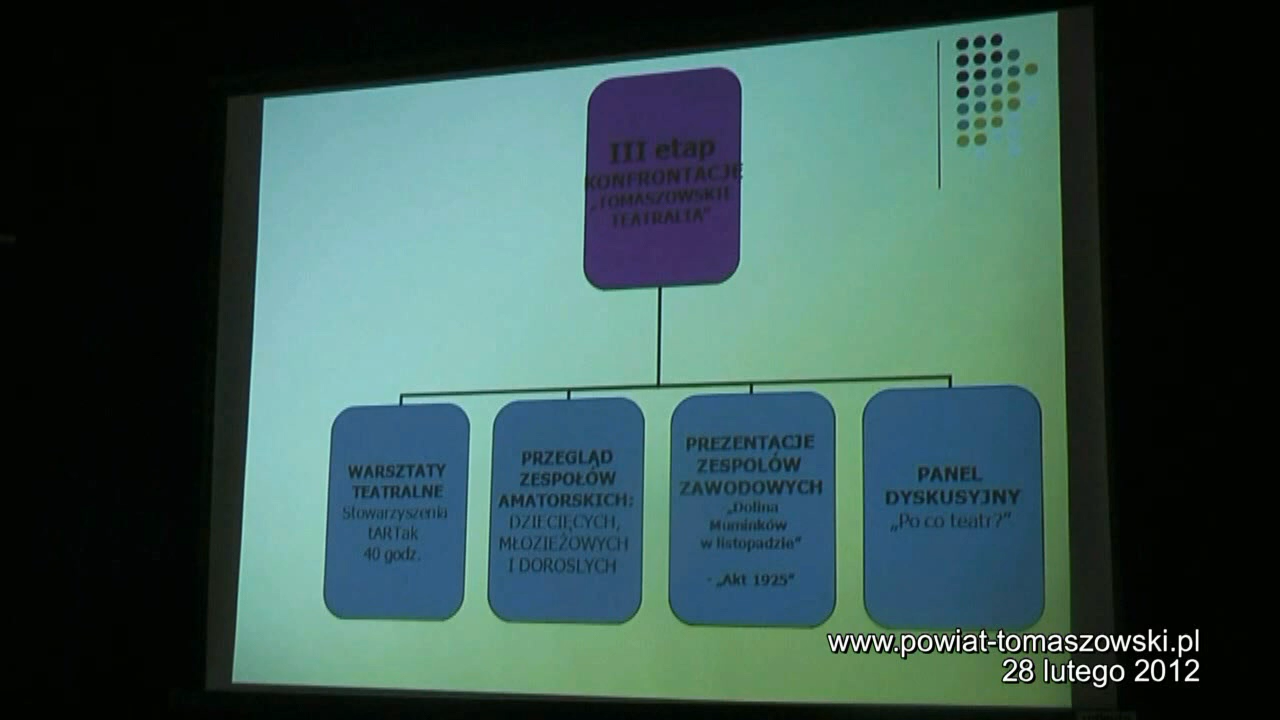 III etap
KONFRONTACJE
„TOMASZOWSKIE
TEATRALIA”
WARSZTATY
TEATRALNE
Stowarzyszenia
tARTak
40 godz.
PRZEGLĄD
ZESPOŁÓW
AMATORSKICH:
DZIECIĘCYCH,
MŁOZIEŻOWYCH
I DOROSŁYCH
PREZENTACJE
ZESPOŁÓW
ZAWODOWYCH
„Dolina
Muminków
w listopadzie”
- „Akt 1925”
PANEL
DYSKUSYJNY
„Po co teatr?”
www.powiat-tomaszowski.pl
28 lutego 2012